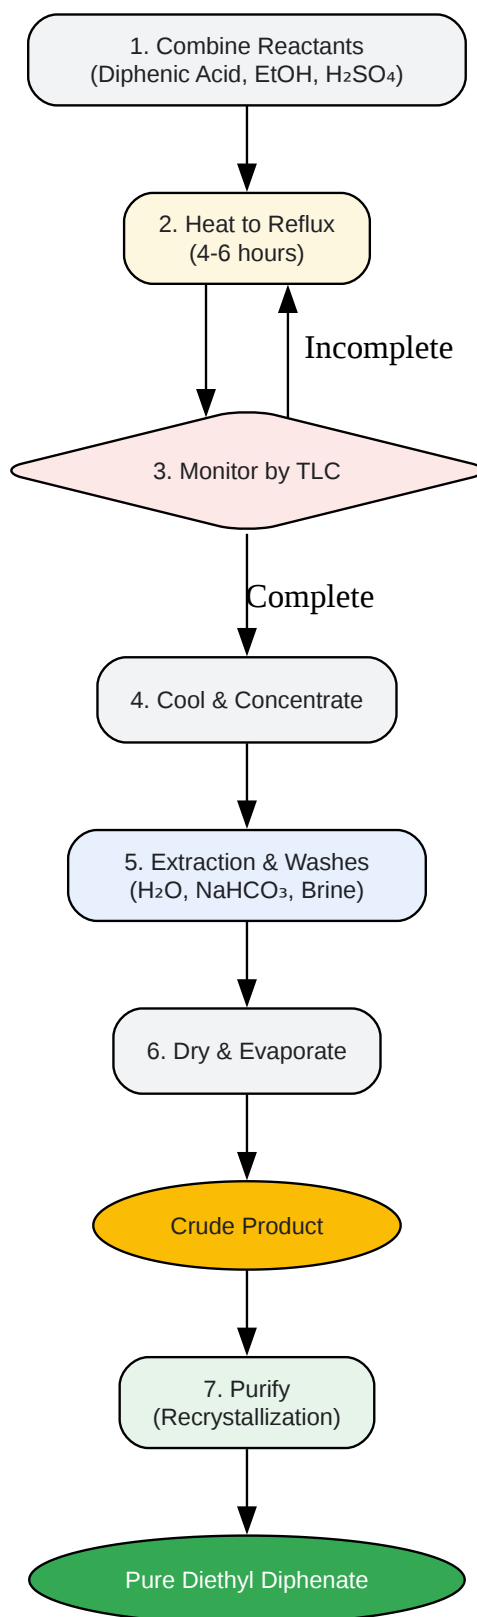 1. Combine Reactants
(Diphenic Acid, EtOH, H₂SO₄)
2. Heat to Reflux
(4-6 hours)
Incomplete
3. Monitor by TLC
Complete
4. Cool & Concentrate
5. Extraction & Washes
(H₂O, NaHCO₃, Brine)
6. Dry & Evaporate
Crude Product
7. Purify
(Recrystallization)
Pure Diethyl Diphenate